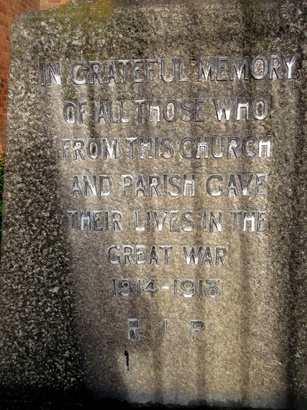 IN GRATEFUL MEMORY
OF ALL THOSE WHO
FROM THIS CHURCH
AND PARISH GAVE
THEIR LIVES IN THE
GREAT WAR
1914-1918
R I P